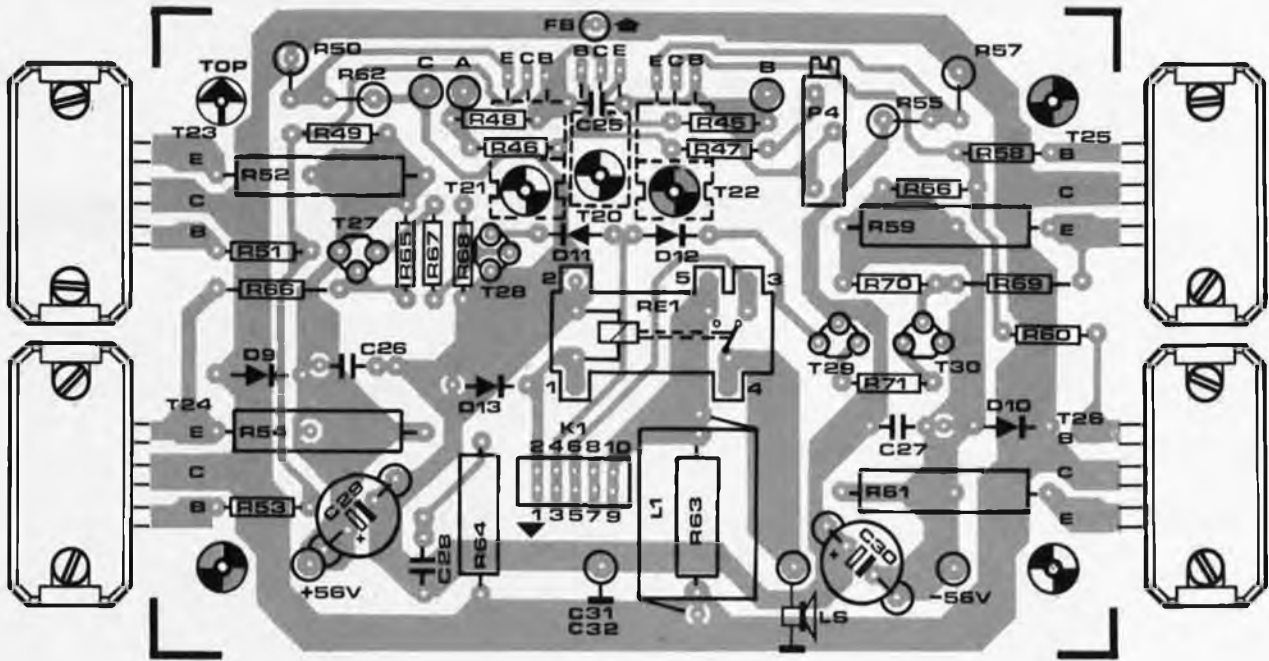 FB
R50
R57
TOP
R62
C
A
E C B
B C E
E C B
B
P4
R55
T23
R49
R48
C25
R45
T25
R46
R47
R58
B
E
R52
T21
T20
T22
R56
C
C
T27
R59
E
B
R51
R65
R67
R68
D11
D12
R66
T28
2
5
3
RE1
R70
R69
R60
D9
C26
T29
T30
D13
1
4
R71
T24
D10
T26
B
E
R54
K1
2 4 6 8 10
C27
C
C
R61
B
R53
C29
+
1 3 5 7 9
L1
R63
E
R64
C28
C30
+
+56V
C31
C32
LS
-56V